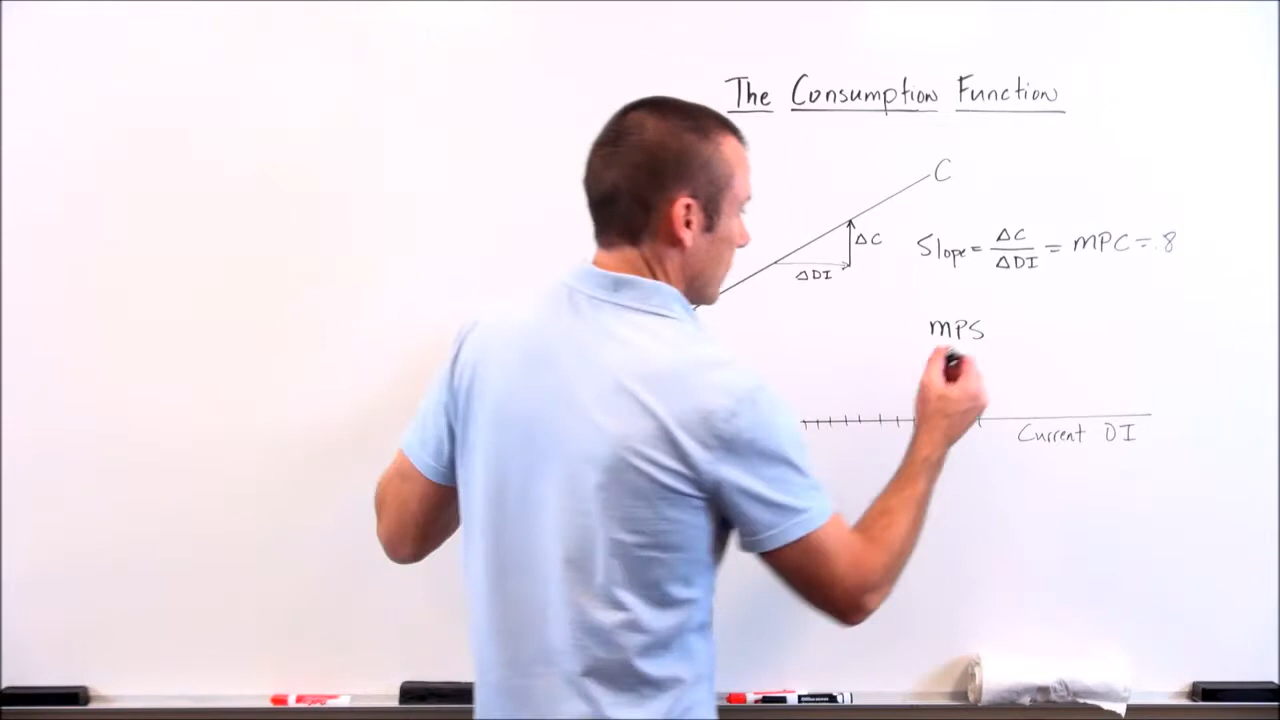 The Consumption Function
C
ΔC
ΔDI
Slope = ΔC/ΔDI = MPC = .8
MPS
Current DI